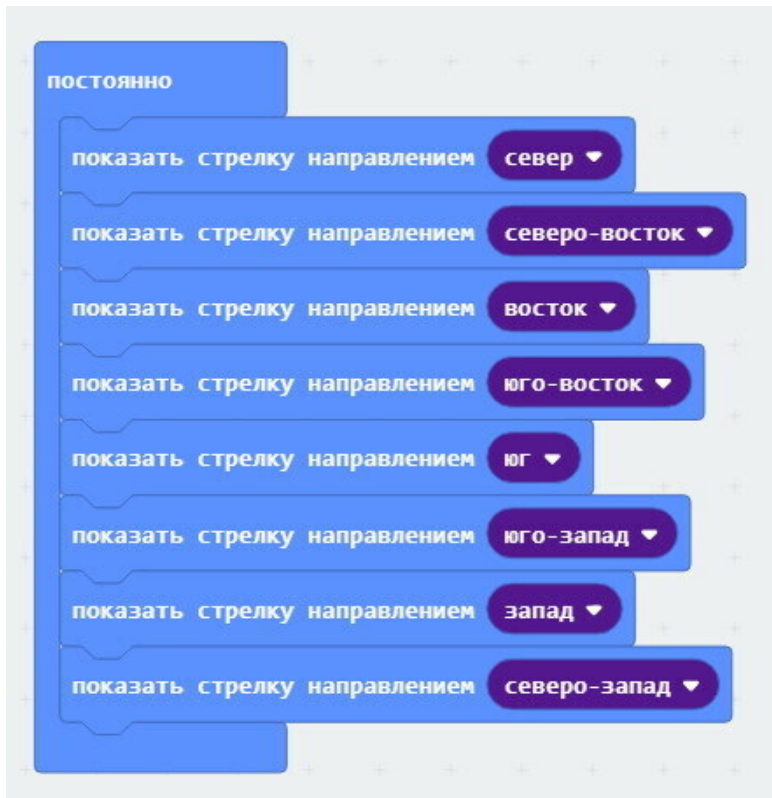 постоянно
показать стрелку направлением север
показать стрелку направлением северо-восток
показать стрелку направлением восток
показать стрелку направлением юго-восток
показать стрелку направлением юг
показать стрелку направлением юго-запад
показать стрелку направлением запад
показать стрелку направлением северо-запад